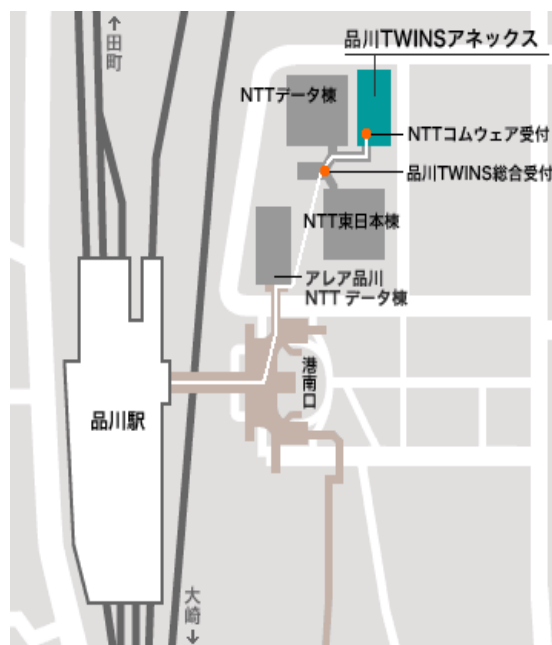 ↑田町
品川TWINSアネックス
NTTデータ棟
NTTコムウェア受付
品川TWINS総合受付
NTT東日本棟
アレア品川
NTT データ棟
港南口
品川駅
大崎↓